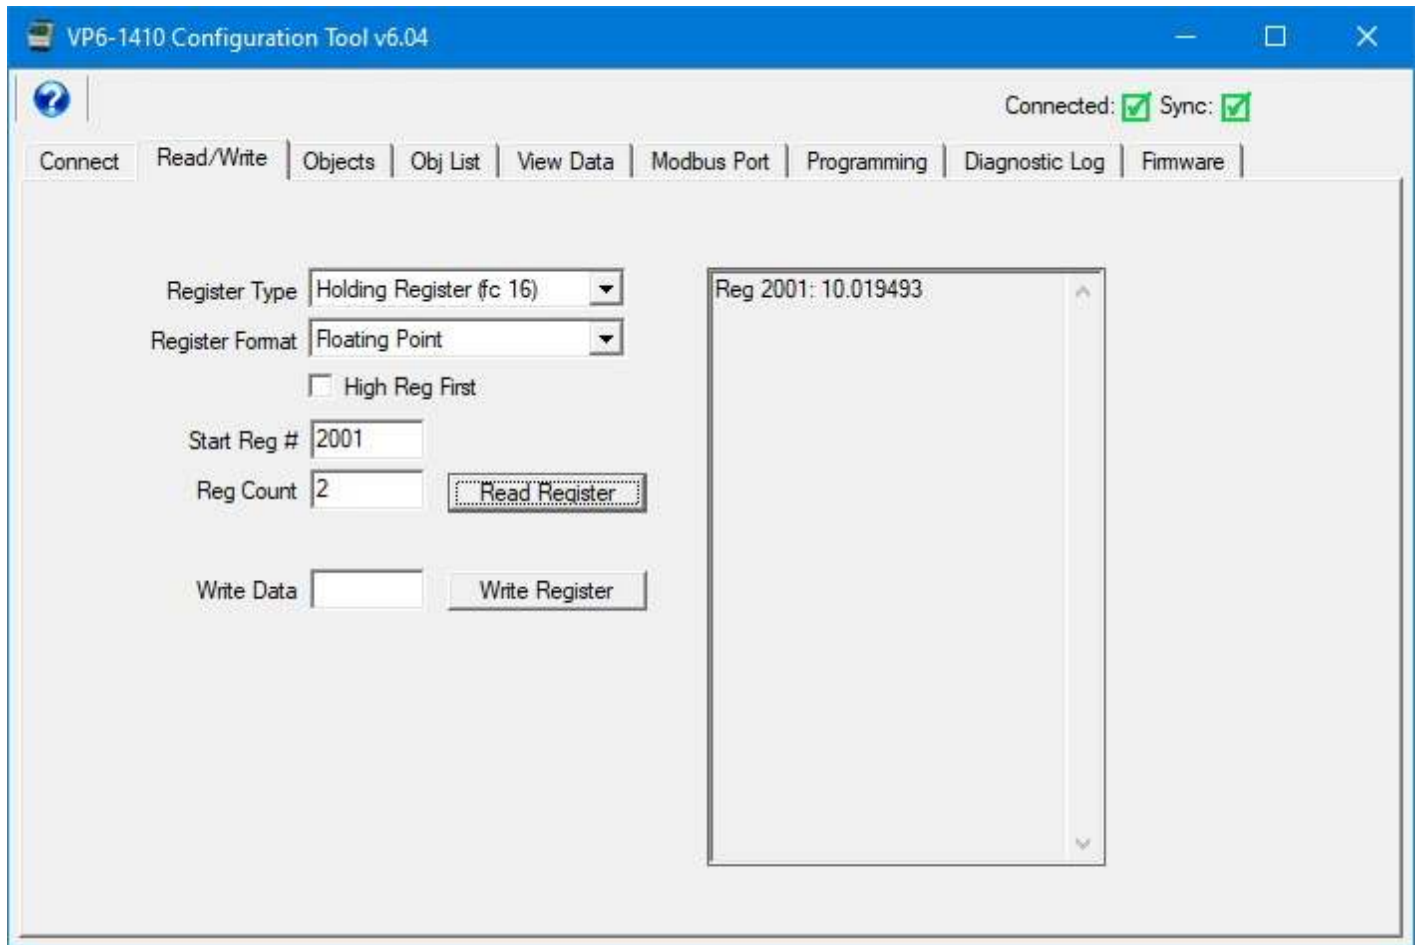 VP6-1410 Configuration Tool v6.04
Connected: Sync:
Connect Read/Write Objects Obj List View Data Modbus Port Programming Diagnostic Log Firmware
Register Type Holding Register (fc 16)
Reg 2001: 10.019493
Register Format Floating Point
High Reg First
Start Reg # 2001
Reg Count 2 Read Register
Write Data Write Register